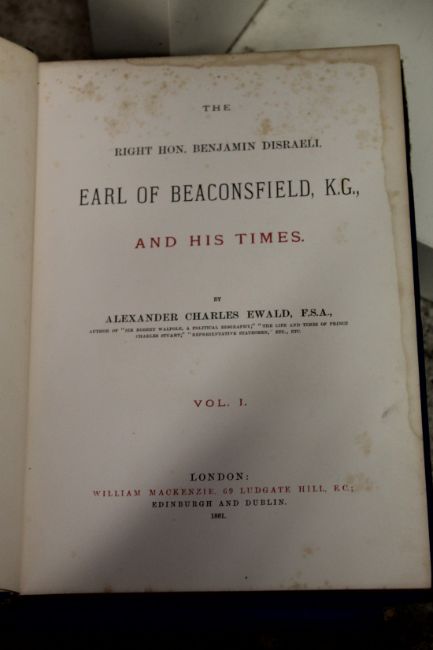 THE
RIGHT HON. BENJAMIN DISRAELI.
EARL OF BEACONSFIELD, K.G.,
AND HIS TIMES.
BY
ALEXANDER CHARLES EWALD, F.S.A.,
AUTHOR OF "SIR ROBERT WALPOLE, A POLITICAL BIOGRAPHY;" "THE LIFE AND TIMES OF PRINCE
CHARLES STUART;" "REPRESENTATIVE STATESMEN," ETC., ETC.
VOL. I.
LONDON:
WILLIAM MACKENZIE, 69 LUDGATE HILL, E.C.;
EDINBURGH AND DUBLIN.
1881.